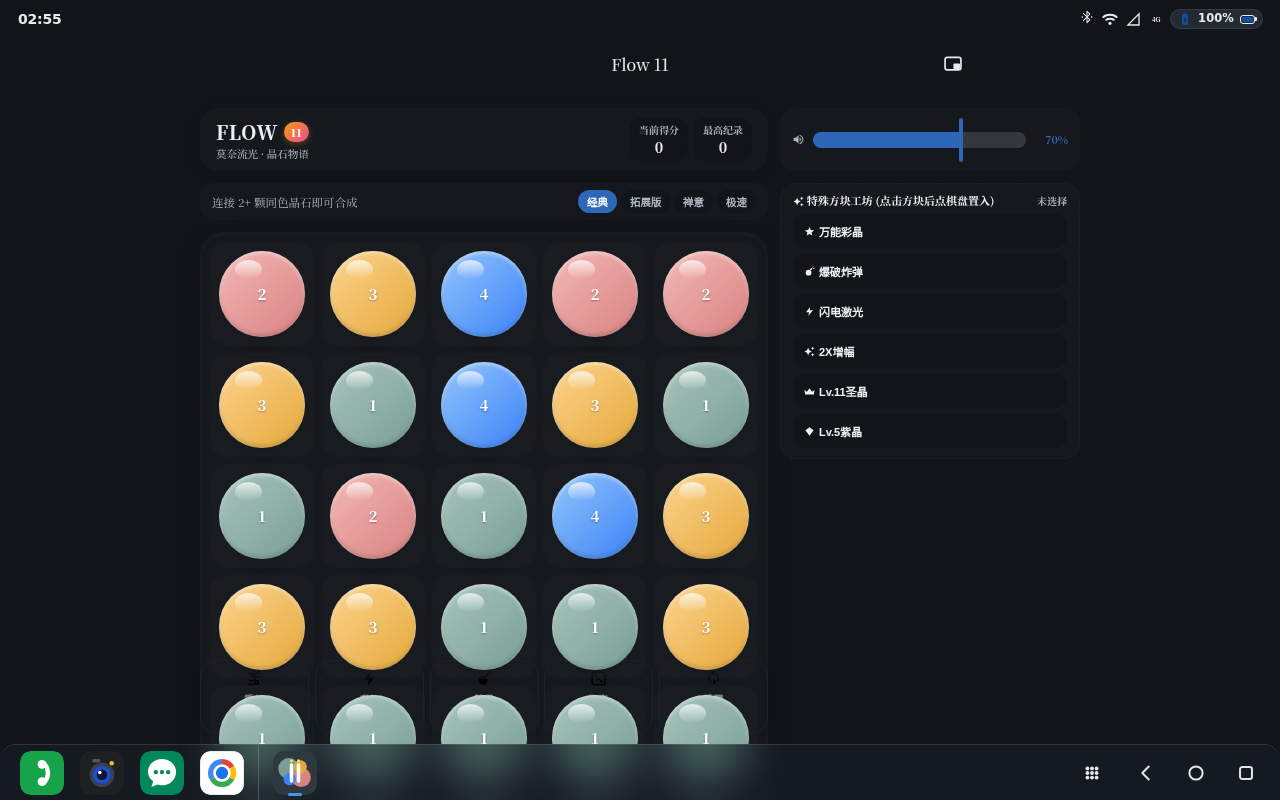 02:55
4G
100%
Flow 11
FLOW 11
莫奈流光 · 晶石物语
当前得分
0
最高纪录
0
70%
连接 2+ 颗同色晶石即可合成
经典
拓展版
禅意
极速
特殊方块工坊 (点击方块后点棋盘置入)
未选择
万能彩晶
爆破炸弹
闪电激光
2X增幅
Lv.11圣晶
Lv.5紫晶
2 3 4 2 2
3 1 4 3 1
1 2 1 4 3
3 3 1 1 3
1 1 1 1 1